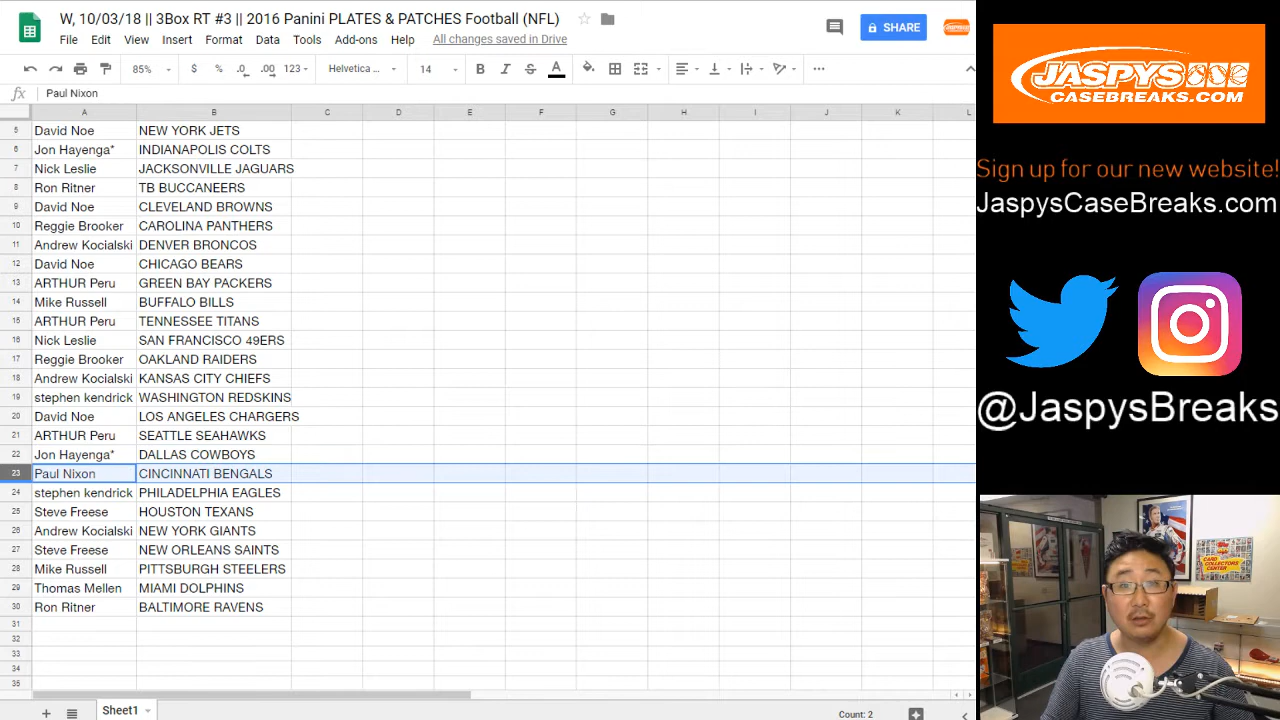 W, 10/03/18 || 3Box RT #3 || 2016 Panini PLATES & PATCHES Football (NFL)
File Edit View Insert Tools Add-ons Help All changes saved in Drive
SHARE
85% $ % .0 .00 123 Helvetica ... 14 B I S A
fx Paul Nixon
A B C D E F G H I J K L
5 David Noe NEW YORK JETS
6 Jon Hayenga* INDIANAPOLIS COLTS
7 Nick Leslie JACKSONVILLE JAGUARS
8 Ron Ritner TB BUCCANEERS
9 David Noe CLEVELAND BROWNS
10 Reggie Brooker CAROLINA PANTHERS
11 Andrew Kocialski DENVER BRONCOS
12 David Noe CHICAGO BEARS
13 ARTHUR Peru GREEN BAY PACKERS
14 Mike Russell BUFFALO BILLS
15 ARTHUR Peru TENNESSEE TITANS
16 Nick Leslie SAN FRANCISCO 49ERS
17 Reggie Brooker OAKLAND RAIDERS
18 Andrew Kocialski KANSAS CITY CHIEFS
19 stephen kendrick WASHINGTON REDSKINS
20 David Noe LOS ANGELES CHARGERS
21 ARTHUR Peru SEATTLE SEAHAWKS
22 Jon Hayenga* DALLAS COWBOYS
23 Paul Nixon CINCINNATI BENGALS
24 stephen kendrick PHILADELPHIA EAGLES
25 Steve Freese HOUSTON TEXANS
26 Andrew Kocialski NEW YORK GIANTS
27 Steve Freese NEW ORLEANS SAINTS
28 Mike Russell PITTSBURGH STEELERS
29 Thomas Mellen MIAMI DOLPHINS
30 Ron Ritner BALTIMORE RAVENS
31
32
33
34
35
Sheet1
Count: 2
JASPYS
CASEBREAKS.COM
Sign up for our new website!
JaspysCaseBreaks.com
@JaspysBreaks
CARD COLLECTORS CENTER